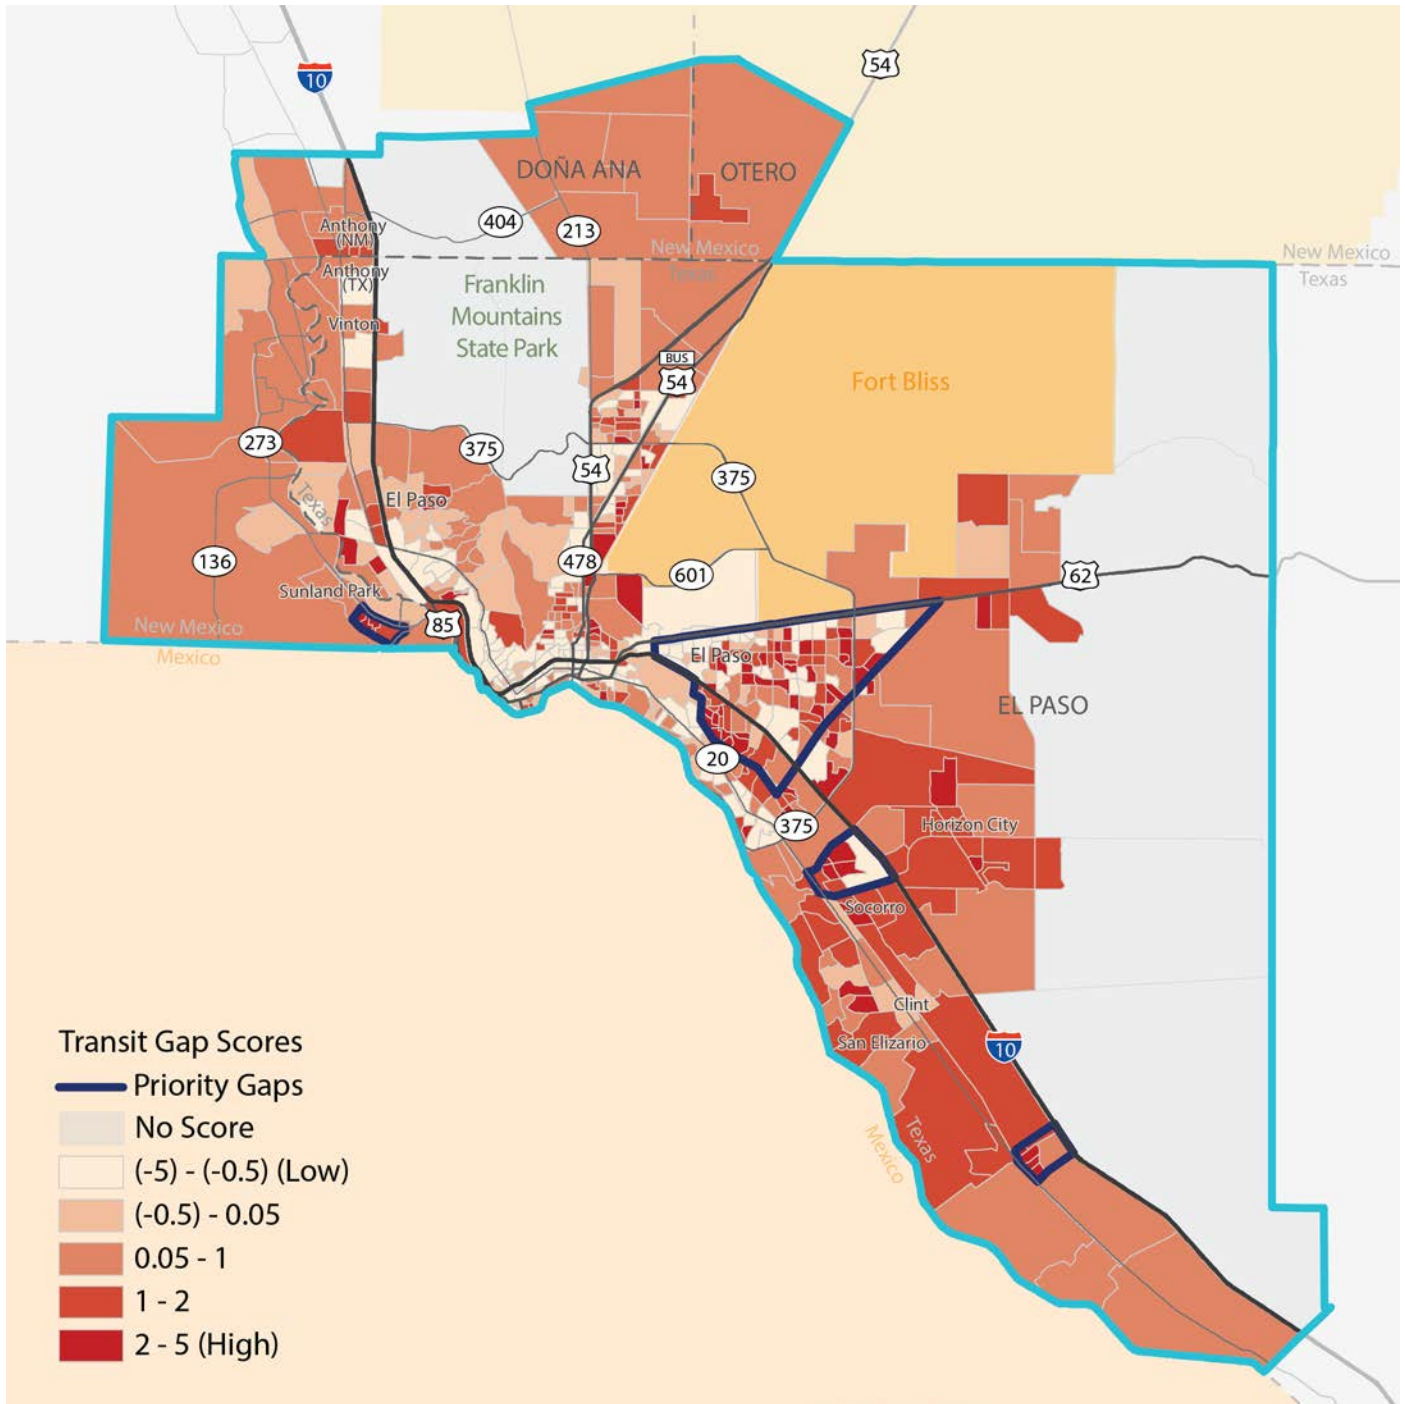 54
10
DOÑA ANA
OTERO
404
213
Anthony
(NM)
New Mexico
Texas
New Mexico
Texas
Anthony
(TX)
Franklin
Mountains
State Park
Vinton
BUS
54
Fort Bliss
273
375
54
375
Texas
El Paso
136
478
601
62
Sunland Park
85
New Mexico
Mexico
El Paso
EL PASO
20
375
Horizon City
Socorro
Clint
San Elizario
10
Texas
Mexico
Transit Gap Scores
Priority Gaps
No Score
(-5) - (-0.5) (Low)
(-0.5) - 0.05
0.05 - 1
1 - 2
2 - 5 (High)